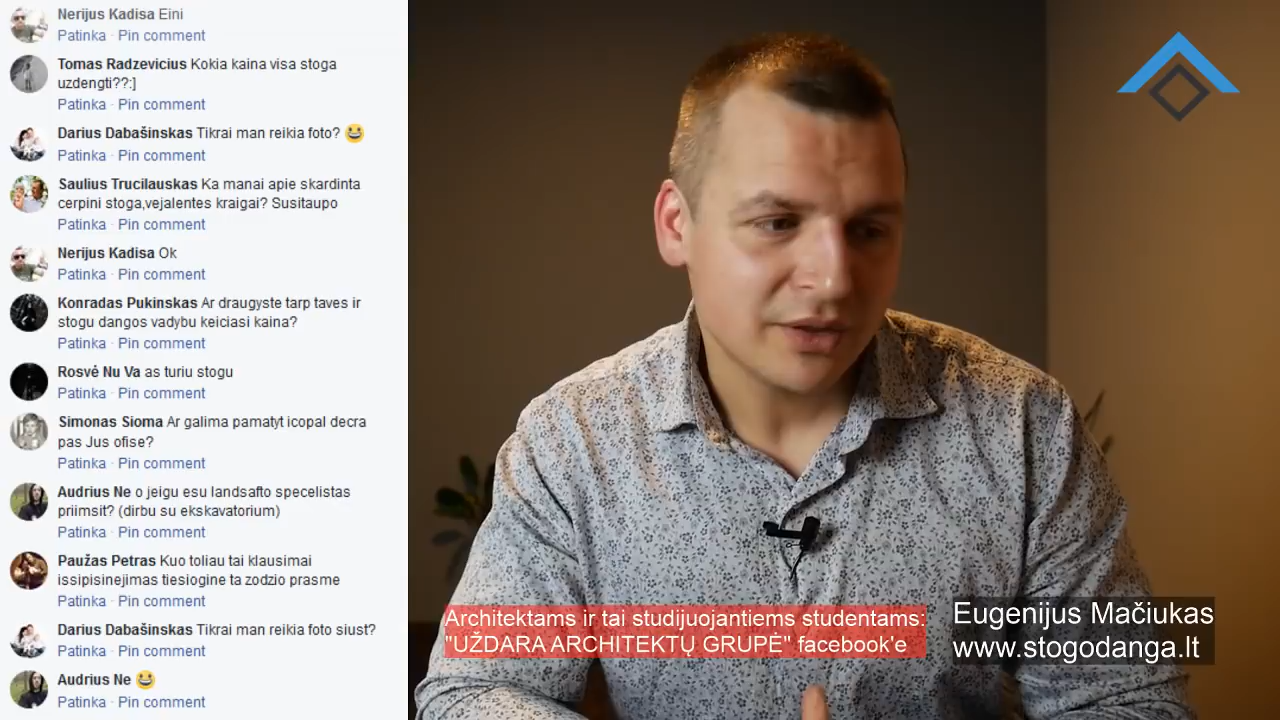 Nerijus Kadisa Eini
Patinka · Pin comment
Tomas Radzevicius Kokia kaina visa stoga
uzdengti??:]
Patinka · Pin comment
Darius Dabašinskas Tikrai man reikia foto? 😀
Patinka · Pin comment
Saulius Trucilauskas Ka manai apie skardinta
cerpini stoga,vejalentes kraigai? Susitaupo
Patinka · Pin comment
Nerijus Kadisa Ok
Patinka · Pin comment
Konradas Pukinskas Ar draugyste tarp taves ir
stogu dangos vadybu keiciasi kaina?
Patinka · Pin comment
Rosvė Nu Va as turiu stogu
Patinka · Pin comment
Simonas Sioma Ar galima pamatyt icopal decra
pas Jus ofise?
Patinka · Pin comment
Audrius Ne o jeigu esu landsafto specelistas
priimsit? (dirbu su ekskavatorium)
Patinka · Pin comment
Paužas Petras Kuo toliau tai klausimai
issipisinejimas tiesiogine ta zodzio prasme
Patinka · Pin comment
Darius Dabašinskas Tikrai man reikia foto siust?
Patinka · Pin comment
Audrius Ne 😀
Patinka · Pin comment
Architektams ir tai studijuojantiems studentams:
"UŽDARA ARCHITEKTŲ GRUPĖ" facebook'e
Eugenijus Mačiukas
www.stogodanga.lt